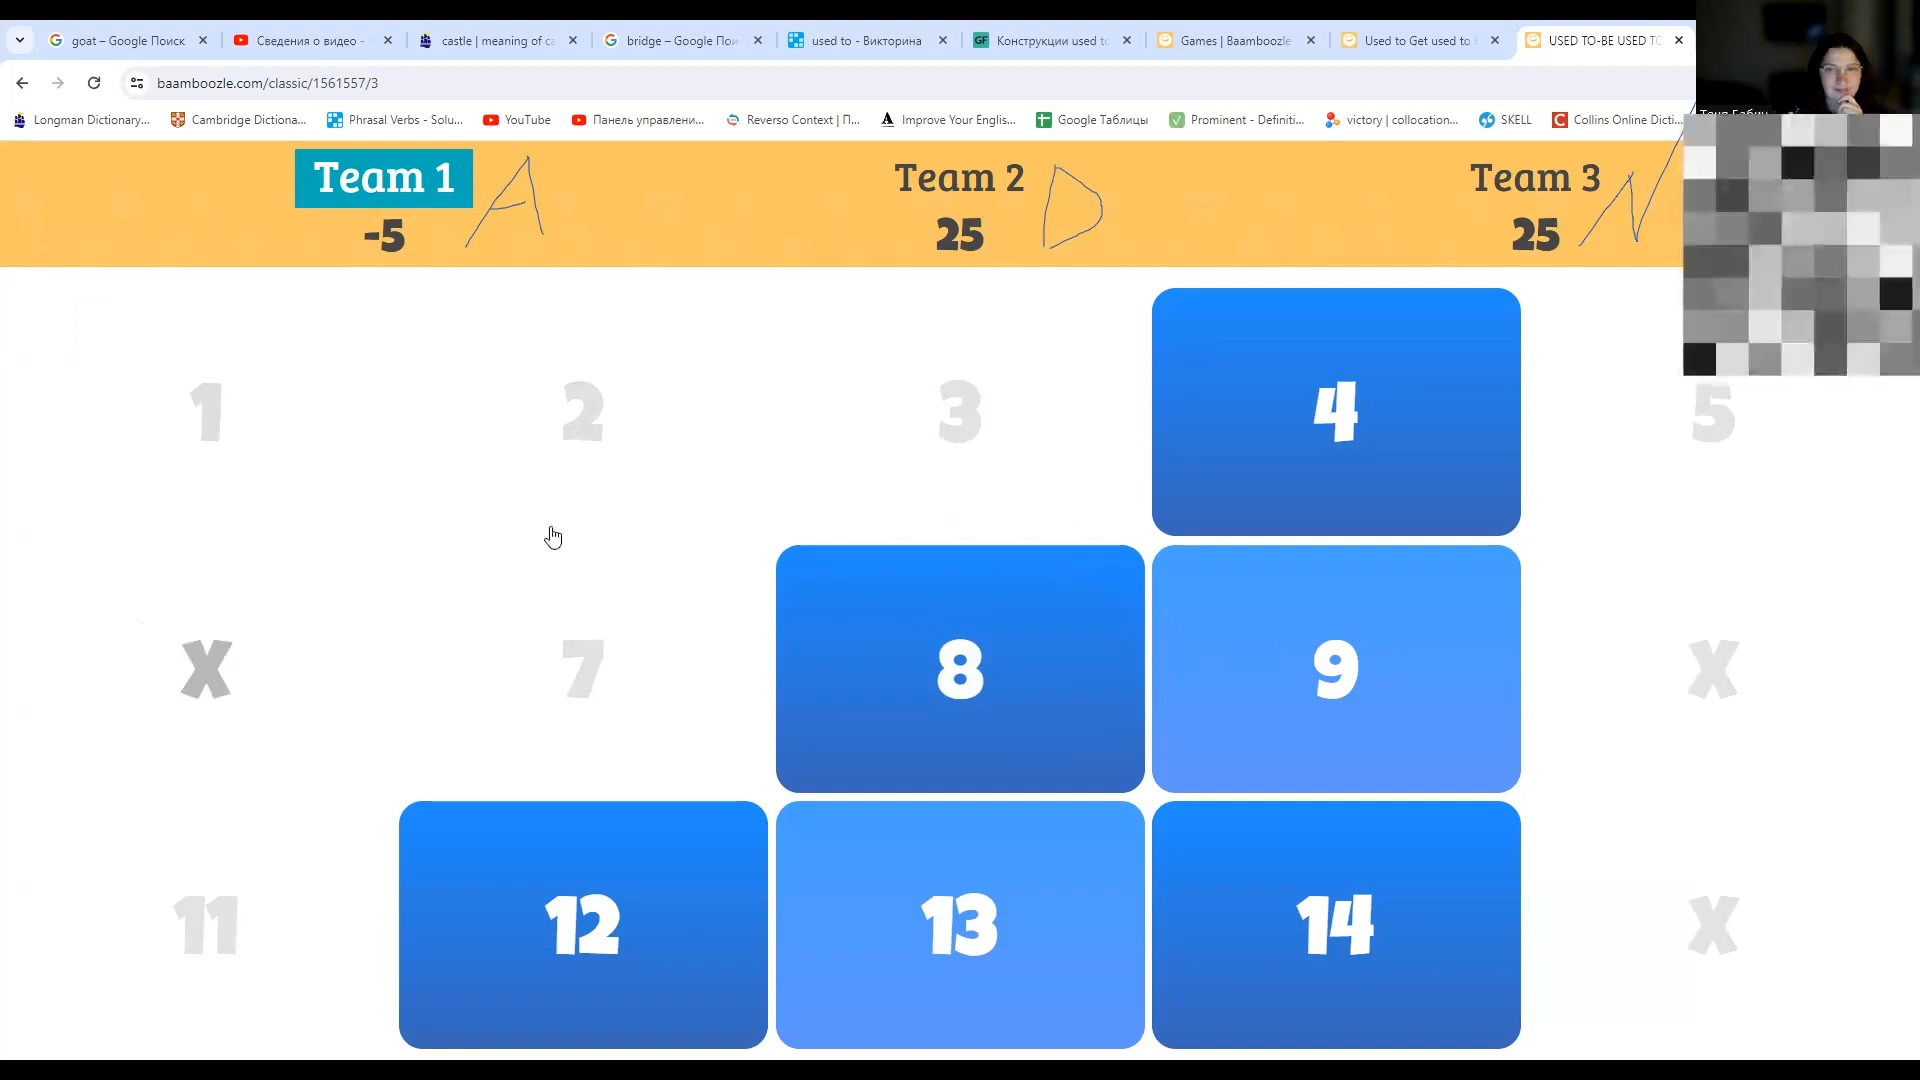 goat – Google Поиск
Сведения о видео -
castle | meaning of ca
bridge – Google Пои
used to - Викторина
Конструкции used to
Games | Baamboozle
Used to Get used to
USED TO-BE USED TO
baamboozle.com/classic/1561557/3
Longman Dictionary...
Cambridge Dictiona...
Phrasal Verbs - Solu...
YouTube
Панель управлени...
Reverso Context | П...
Improve Your Englis...
Google Таблицы
Prominent - Definiti...
victory | collocation...
SKELL
Collins Online Dicti...
Team 1 A
Team 2 D
Team 3 N
-5
25
25
1 2 3 4 5
X 7 8 9 X
11 12 13 14 X